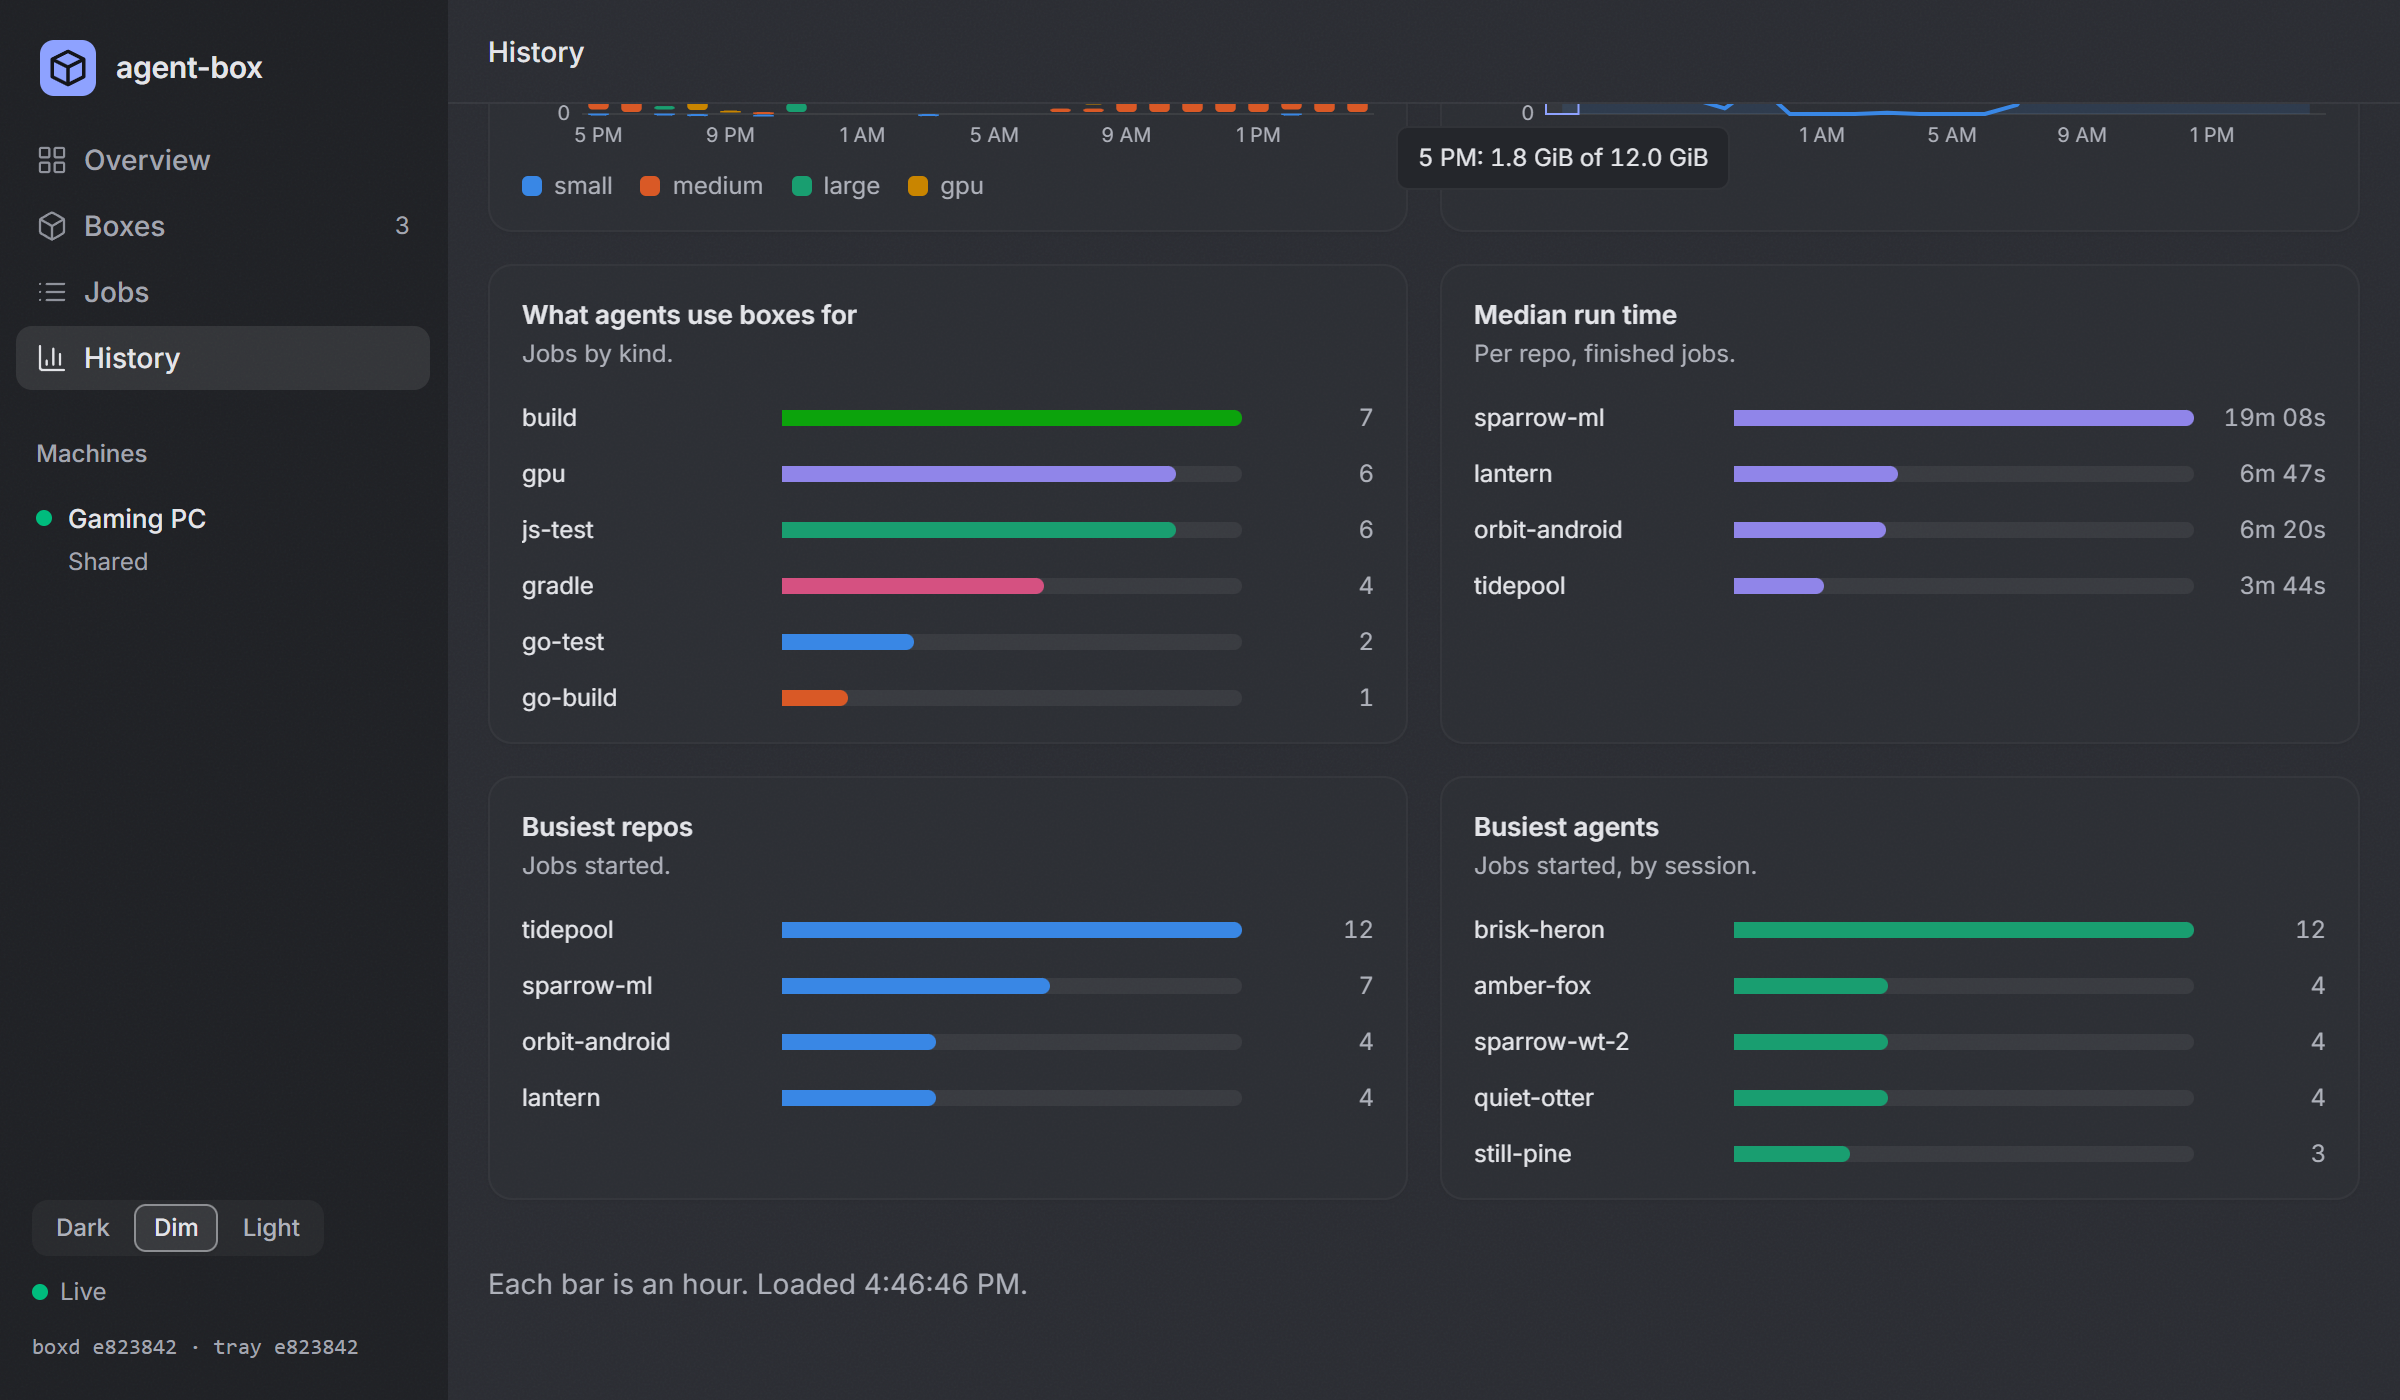 agent-box
Overview
Boxes 3
Jobs
History
Machines
Gaming PC
Shared
Dark Dim Light
Live
boxd e823842 · tray e823842
History
0
5 PM 9 PM 1 AM 5 AM 9 AM 1 PM
small medium large gpu
0
1 AM 5 AM 9 AM 1 PM
5 PM: 1.8 GiB of 12.0 GiB
What agents use boxes for
Jobs by kind.
build 7
gpu 6
js-test 6
gradle 4
go-test 2
go-build 1
Median run time
Per repo, finished jobs.
sparrow-ml 19m 08s
lantern 6m 47s
orbit-android 6m 20s
tidepool 3m 44s
Busiest repos
Jobs started.
tidepool 12
sparrow-ml 7
orbit-android 4
lantern 4
Busiest agents
Jobs started, by session.
brisk-heron 12
amber-fox 4
sparrow-wt-2 4
quiet-otter 4
still-pine 3
Each bar is an hour. Loaded 4:46:46 PM.